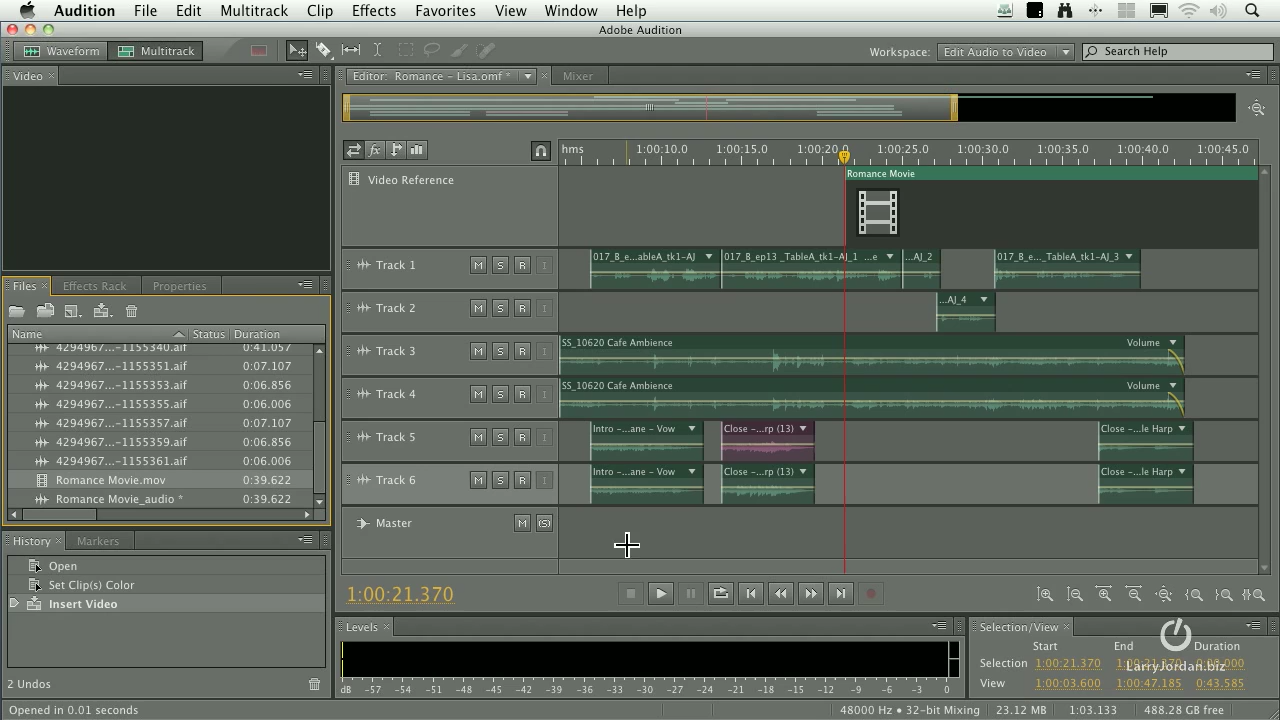 Audition File Edit Multitrack Clip Effects Favorites View Window Help
Adobe Audition
Waveform Multitrack Workspace: Edit Audio to Video Search Help
Video
Editor: Romance - Lisa.omf * Mixer
hms 1:00:10.0 1:00:15.0 1:00:20.0 1:00:25.0 1:00:30.0 1:00:35.0 1:00:40.0 1:00:45.0
Video Reference Romance Movie
Track 1 M S R I 017_B_e...ableA_tk1-AJ 017_B_ep13 _TableA_tk1-AJ_1 ...e ...AJ_2 017_B_e..._TableA_tk1-AJ_3
Track 2 M S R I ...AJ_4
Track 3 M S R I SS_10620 Cafe Ambience Volume
Track 4 M S R I SS_10620 Cafe Ambience Volume
Track 5 M S R I Intro -...ane - Vow Close -...rp (13) Close -...le Harp
Track 6 M S R I Intro -...ane - Vow Close -...rp (13) Close -...le Harp
Master M (S)
Files Effects Rack Properties
Name Status Duration
4294967...-1155340.aif 0:41.057
4294967...-1155351.aif 0:07.107
4294967...-1155353.aif 0:06.856
4294967...-1155355.aif 0:06.006
4294967...-1155357.aif 0:07.107
4294967...-1155359.aif 0:06.856
4294967...-1155361.aif 0:06.006
Romance Movie.mov 0:39.622
Romance Movie_audio * 0:39.622
History Markers
Open
Set Clip(s) Color
Insert Video
2 Undos
1:00:21.370
Levels
dB -57 -54 -51 -48 -45 -42 -39 -36 -33 -30 -27 -24 -21 -18 -15 -12 -9 -6 -3 0
Selection/View
Start End Duration
Selection 1:00:21.370 1:00:21.370 0:00.000
View 1:00:03.600 1:00:47.185 0:43.585
LarryJordan.biz
Opened in 0.01 seconds 48000 Hz • 32-bit Mixing 23.12 MB 1:03.133 488.28 GB free